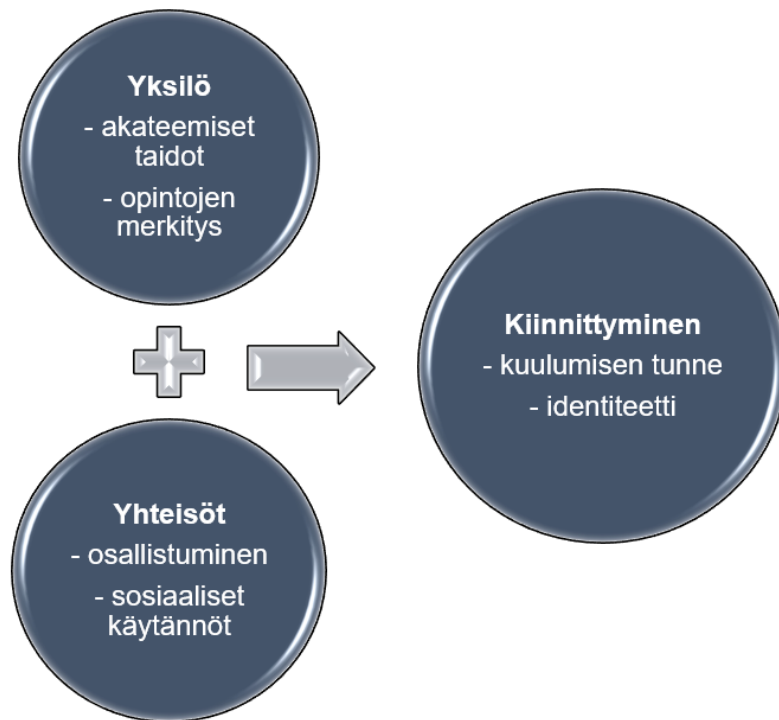 Yksilö
- akateemiset
taidot
- opintojen
merkitys
Kiinnittyminen
- kuulumisen tunne
- identiteetti
Yhteisöt
- osallistuminen
- sosiaaliset
käytännöt